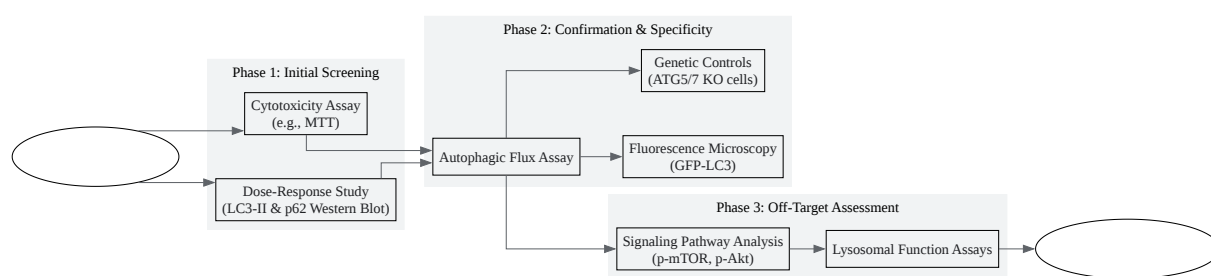 Phase 1: Initial Screening
Cytotoxicity Assay
(e.g., MTT)
Dose-Response Study
(LC3-II & p62 Western Blot)
Phase 2: Confirmation & Specificity
Autophagic Flux Assay
Genetic Controls
(ATG5/7 KO cells)
Fluorescence Microscopy
(GFP-LC3)
Phase 3: Off-Target Assessment
Signaling Pathway Analysis
(p-mTOR, p-Akt)
Lysosomal Function Assays